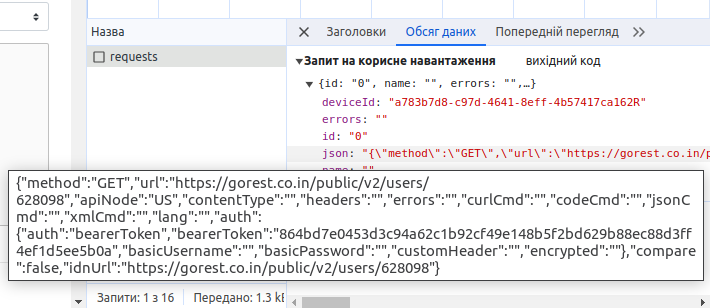 Назва
Заголовки
Обсяг даних
Попередній перегляд
requests
Запит на корисне навантаження
вихідний код
{id: "0", name: "", errors: "",…}
deviceId: "a783b7d8-c97d-4641-8eff-4b57417ca162R"
errors: ""
id: "0"
json: "{\"method\":\"GET\",\"url\":\"https://gorest.co.in/p
{"method":"GET","url":"https://gorest.co.in/public/v2/users/
628098","apiNode":"US","contentType":"","headers":"","errors":"","curlCmd":"","codeCmd":"","jsonC
md":"","xmlCmd":"","lang":"","auth":
{"auth":"bearerToken","bearerToken":"864bd7e0453d3c94a62c1b92cf49e148b5f2bd629b88ec88d3ff
4ef1d5ee5b0a","basicUsername":"","basicPassword":"","customHeader":"","encrypted":""},"compare
":false,"idnUrl":"https://gorest.co.in/public/v2/users/628098"}
Запити: 1 з 16
Передано: 1.3 kE